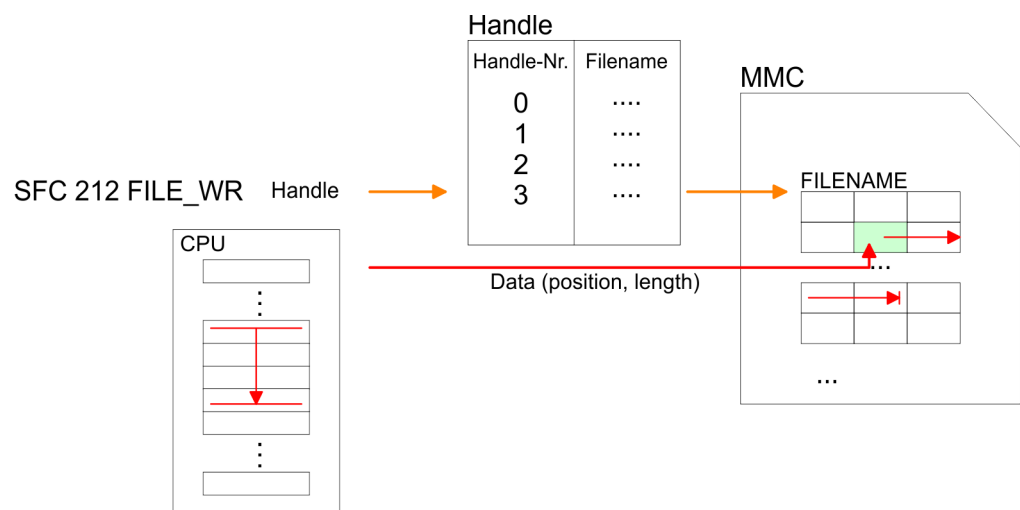 Handle
Handle-Nr. Filename
0 ....
1 ....
2 ....
3 ....
MMC
SFC 212 FILE_WR Handle
FILENAME
CPU
...
Data (position, length)
...